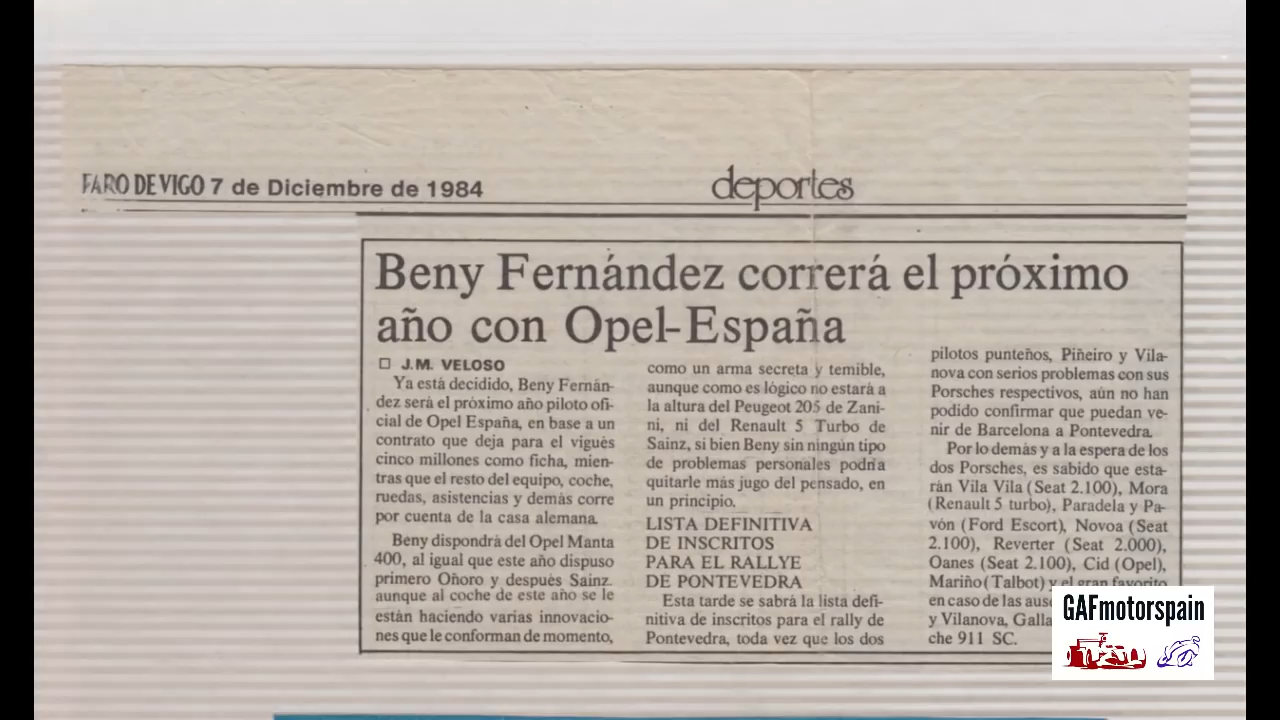 FARO DE VIGO 7 de Diciembre de 1984
deportes
Beny Fernández correrá el próximo
año con Opel-España
□ J.M. VELOSO
Ya está decidido, Beny Fernán-
dez será el próximo año piloto ofi-
cial de Opel España, en base a un
contrato que deja para el vigués
cinco millones como ficha, mien-
tras que el resto del equipo, coche,
ruedas, asistencias y demás corre
por cuenta de la casa alemana.
Beny dispondrá del Opel Manta
400, al igual que este año dispuso
primero Oñoro y después Sainz.
aunque al coche de este año se le
están haciendo varias innovacio-
nes que le conforman de momento,
como un arma secreta y temible,
aunque como es lógico no estará a
la altura del Peugeot 205 de Zani-
ni, ni del Renault 5 Turbo de
Sainz, si bien Beny sin ningún tipo
de problemas personales podría
quitarle más jugo del pensado, en
un principio.
LISTA DEFINITIVA
DE INSCRITOS
PARA EL RALLYE
DE PONTEVEDRA
Esta tarde se sabrá la lista defi-
nitiva de inscritos para el rally de
Pontevedra, toda vez que los dos
pilotos punteños, Piñeiro y Vila-
nova con serios problemas con sus
Porsches respectivos, aún no han
podido confirmar que puedan ve-
nir de Barcelona a Pontevedra.
Por lo demás y a la espera de los
dos Porsches, es sabido que esta-
rán Vila Vila (Seat 2.100), Mora
(Renault 5 turbo), Paradela y Pa-
vón (Ford Escort), Novoa (Seat
2.100), Reverter (Seat 2.000),
Oanes (Seat 2.100), Cid (Opel),
Mariño (Talbot) y el gran favorito
en caso de las
y Vilanova,
che 911 SC.
GAFmotorspain